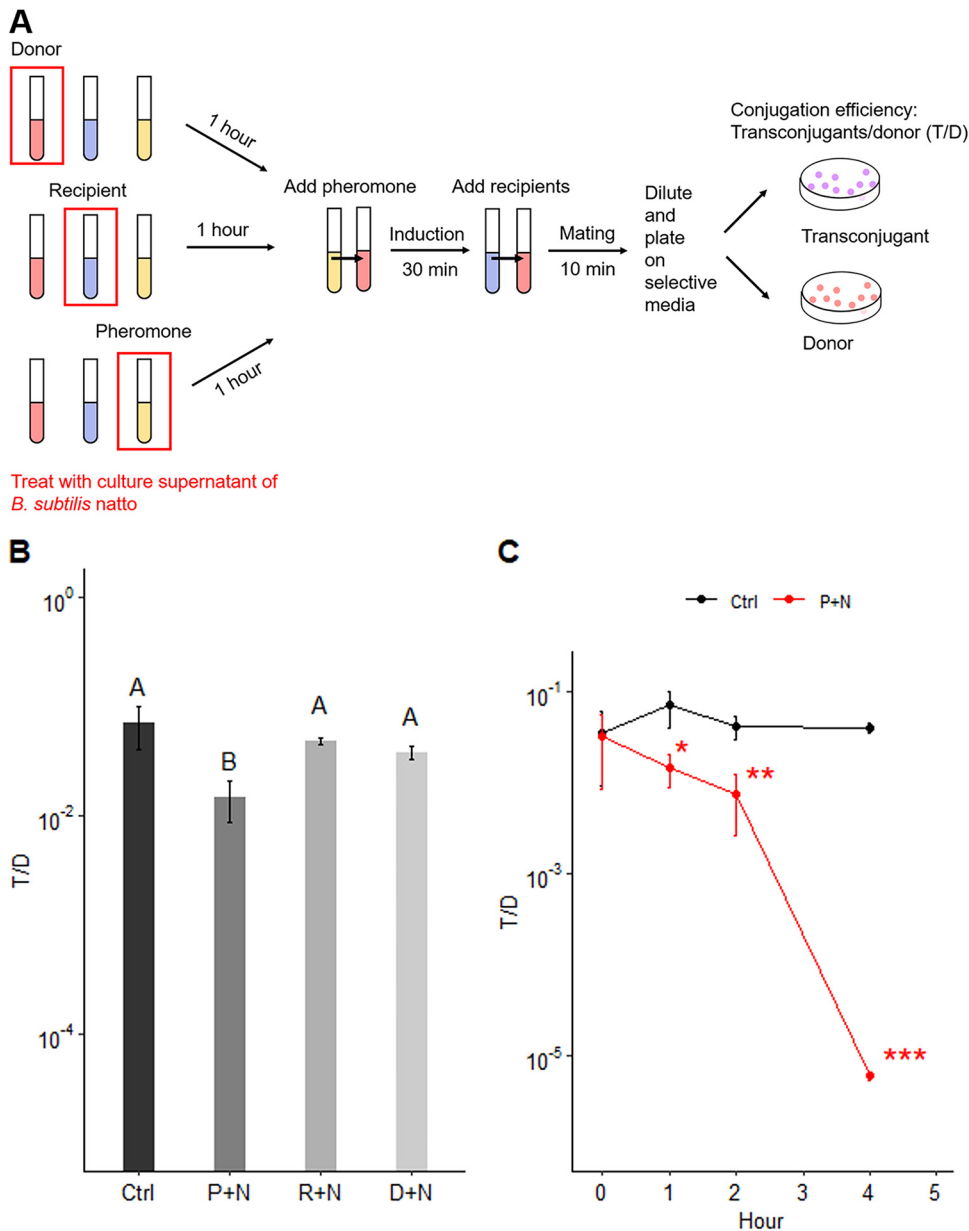 A
Donor
1 hour
Recipient
1 hour
Pheromone
1 hour
Treat with culture supernatant of
B. subtilis natto
Add pheromone
Induction
30 min
Add recipients
Mating
10 min
Dilute
and
plate
on
selective
media
Conjugation efficiency:
Transconjugants/donor (T/D)
Transconjugant
Donor
B
T/D
10^0
10^-2
10^-4
A
B
A
A
Ctrl
P+N
R+N
D+N
C
Ctrl
P+N
T/D
10^-1
10^-3
10^-5
*
**
***
0
1
2
3
4
5
Hour